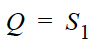 Q = S₁